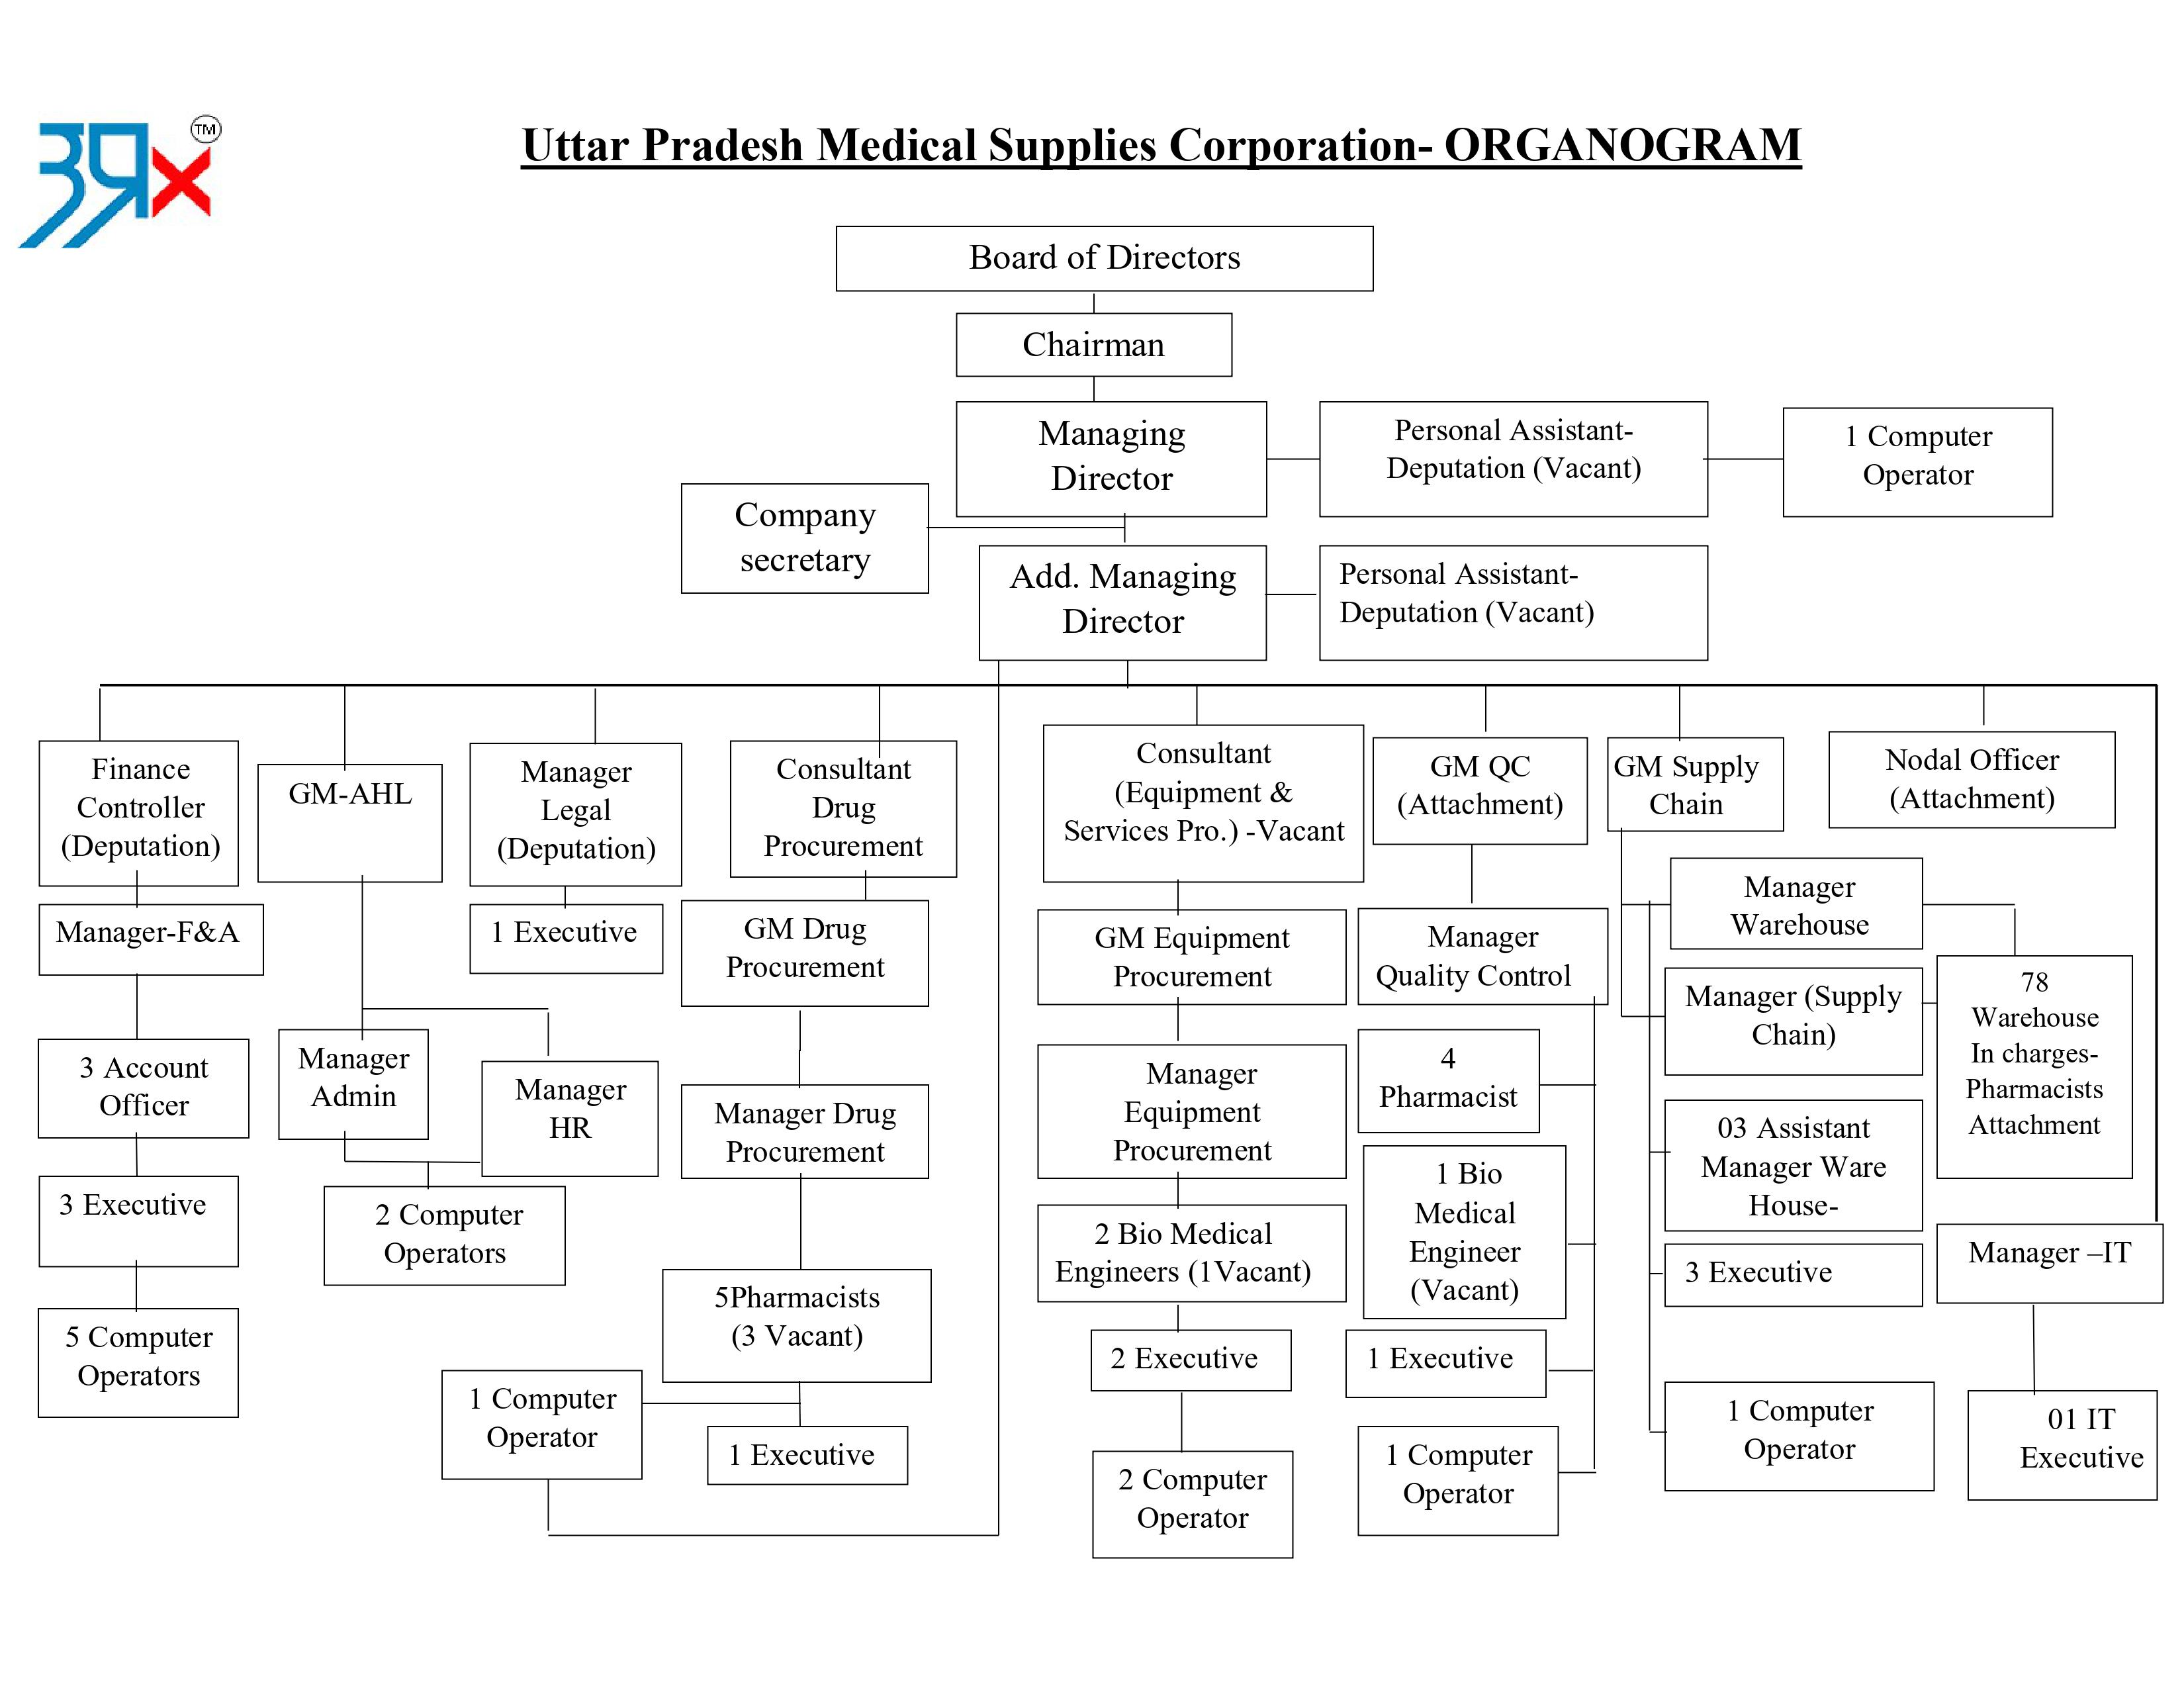 उपx
TM
Uttar Pradesh Medical Supplies Corporation- ORGANOGRAM
Board of Directors
Chairman
Managing
Director
Personal Assistant-
Deputation (Vacant)
1 Computer
Operator
Company
secretary
Add. Managing
Director
Personal Assistant-
Deputation (Vacant)
Finance
Controller
(Deputation)
GM-AHL
Manager
Legal
(Deputation)
Consultant
Drug
Procurement
Consultant
(Equipment &
Services Pro.) -Vacant
GM QC
(Attachment)
GM Supply
Chain
Nodal Officer
(Attachment)
Manager-F&A
1 Executive
GM Drug
Procurement
GM Equipment
Procurement
Manager
Quality Control
Manager
Warehouse
Manager (Supply
Chain)
78
Warehouse
In charges-
Pharmacists
Attachment
3 Account
Officer
Manager
Admin
Manager
HR
Manager Drug
Procurement
Manager
Equipment
Procurement
4
Pharmacist
03 Assistant
Manager Ware
House-
3 Executive
2 Computer
Operators
5Pharmacists
(3 Vacant)
2 Bio Medical
Engineers (1Vacant)
1 Bio
Medical
Engineer
(Vacant)
3 Executive
Manager –IT
5 Computer
Operators
1 Computer
Operator
1 Executive
2 Executive
1 Executive
1 Computer
Operator
01 IT
Executive
2 Computer
Operator
1 Computer
Operator